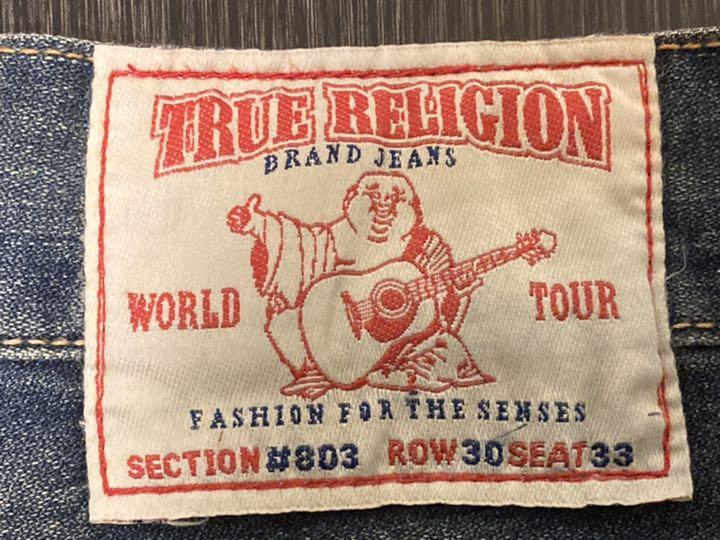 TRUE RELIGION
BRAND JEANS
WORLD TOUR
FASHION FOR THE SENSES
SECTION #803 ROW 30 SEAT 33